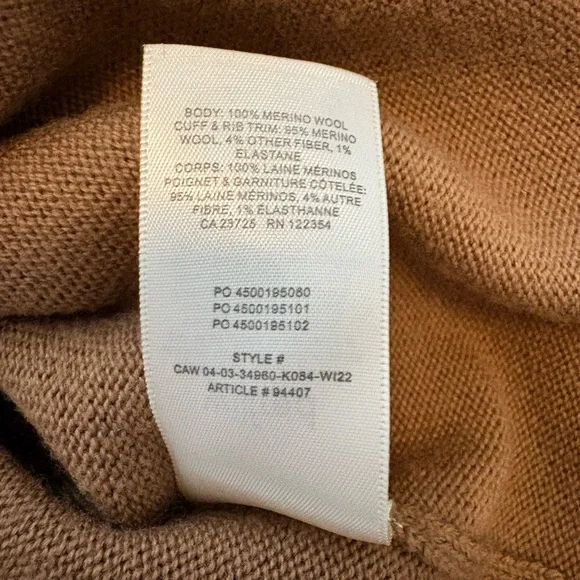 BODY: 100% MERINO WOOL
CUFF & RIB TRIM: 95% MERINO
WOOL, 4% OTHER FIBER, 1%
ELASTANE
CORPS: 100% LAINE MÉRINOS
POIGNET & GARNITURE CÔTELÉE:
95% LAINE MÉRINOS, 4% AUTRE
FIBRE, 1% ÉLASTHANNE
CA 23725 RN 122354
PO 4500195060
PO 4500195101
PO 4500195102
STYLE #
CAW 04-03-34960-K084-WI22
ARTICLE # 94407